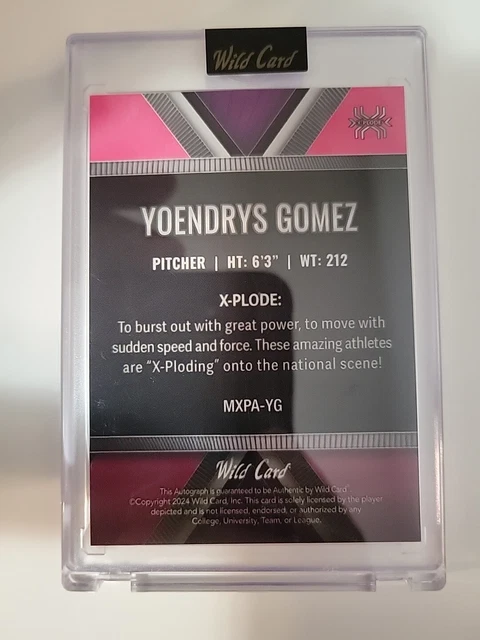 Wild Card
X-PLODE
YOENDRYS GOMEZ
PITCHER | HT: 6'3" | WT: 212
X-PLODE:
To burst out with great power, to move with
sudden speed and force. These amazing athletes
are "X-Ploding" onto the national scene!
MXPA-YG
Wild Card
This Autograph is guaranteed to be Authentic by Wild Card
©Copyright 2024 Wild Card, Inc. This card is solely licensed by the player
depicted and is not licensed, endorsed, or authorized by any
College, University, Team, or League.